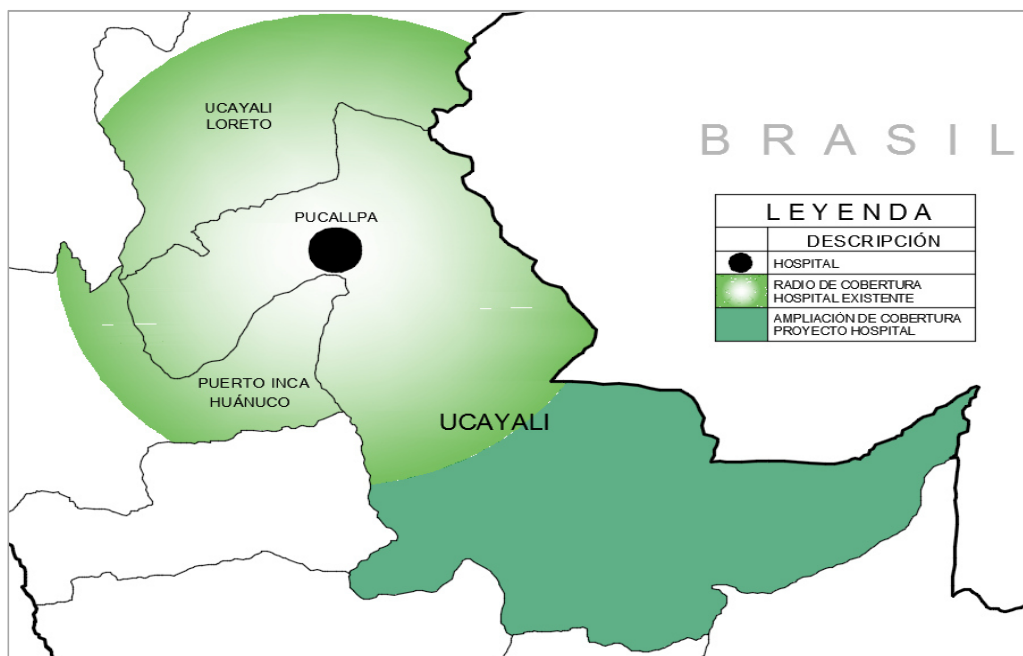 UCAYALI
LORETO
BRASIL
PUCALLPA
LEYENDA
DESCRIPCIÓN
HOSPITAL
RADIO DE COBERTURA
HOSPITAL EXISTENTE
AMPLIACIÓN DE COBERTURA
PROYECTO HOSPITAL
PUERTO INCA
HUÁNUCO
UCAYALI